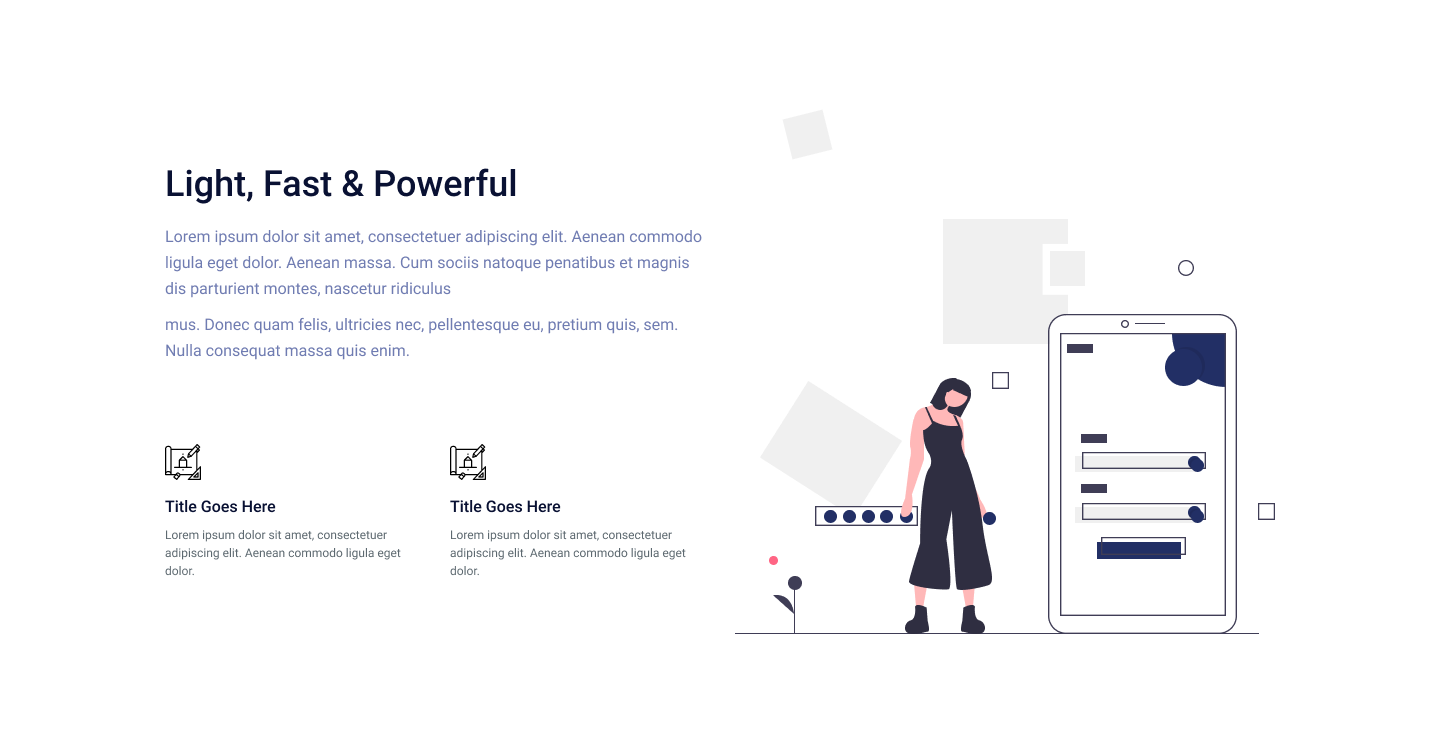 Light, Fast & Powerful
Lorem ipsum dolor sit amet, consectetuer adipiscing elit. Aenean commodo
ligula eget dolor. Aenean massa. Cum sociis natoque penatibus et magnis
dis parturient montes, nascetur ridiculus
mus. Donec quam felis, ultricies nec, pellentesque eu, pretium quis, sem.
Nulla consequat massa quis enim.
Title Goes Here
Lorem ipsum dolor sit amet, consectetuer
adipiscing elit. Aenean commodo ligula eget
dolor.
Title Goes Here
Lorem ipsum dolor sit amet, consectetuer
adipiscing elit. Aenean commodo ligula eget
dolor.